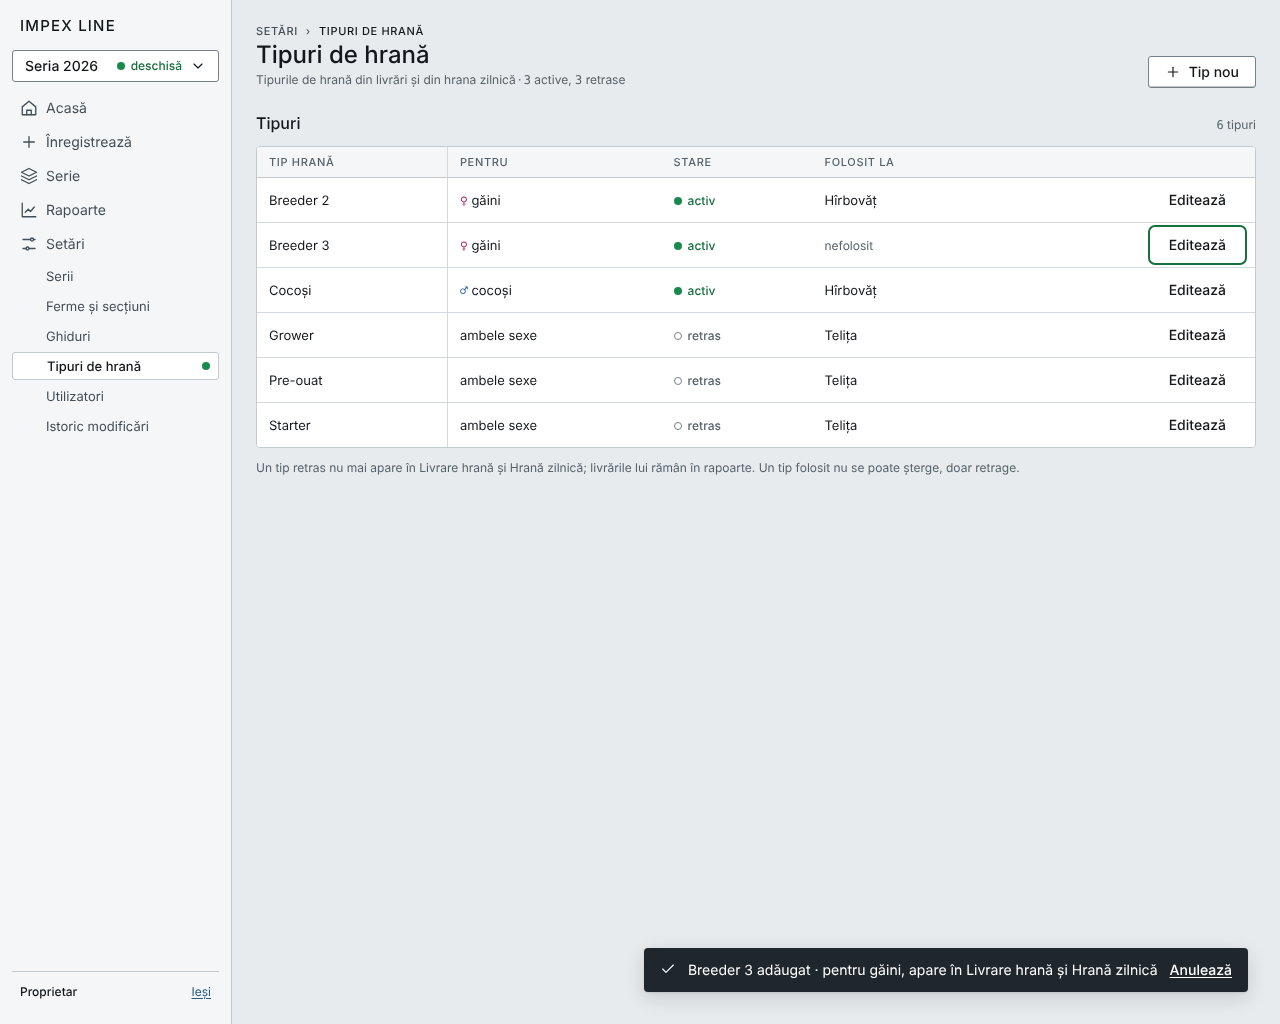 IMPEX LINE
Seria 2026 deschisă
Acasă
Înregistrează
Serie
Rapoarte
Setări
Serii
Ferme și secțiuni
Ghiduri
Tipuri de hrană
Utilizatori
Istoric modificări
Proprietar Ieși
SETĂRI › TIPURI DE HRANĂ
Tipuri de hrană
Tipurile de hrană din livrări și din hrana zilnică · 3 active, 3 retrase
Tip nou
Tipuri 6 tipuri
TIP HRANĂ PENTRU STARE FOLOSIT LA
Breeder 2 ♀ găini activ Hîrbovăț Editează
Breeder 3 ♀ găini activ nefolosit Editează
Cocoși ♂ cocoși activ Hîrbovăț Editează
Grower ambele sexe retras Telița Editează
Pre-ouat ambele sexe retras Telița Editează
Starter ambele sexe retras Telița Editează
Un tip retras nu mai apare în Livrare hrană și Hrană zilnică; livrările lui rămân în rapoarte. Un tip folosit nu se poate șterge, doar retrage.
Breeder 3 adăugat · pentru găini, apare în Livrare hrană și Hrană zilnică Anulează